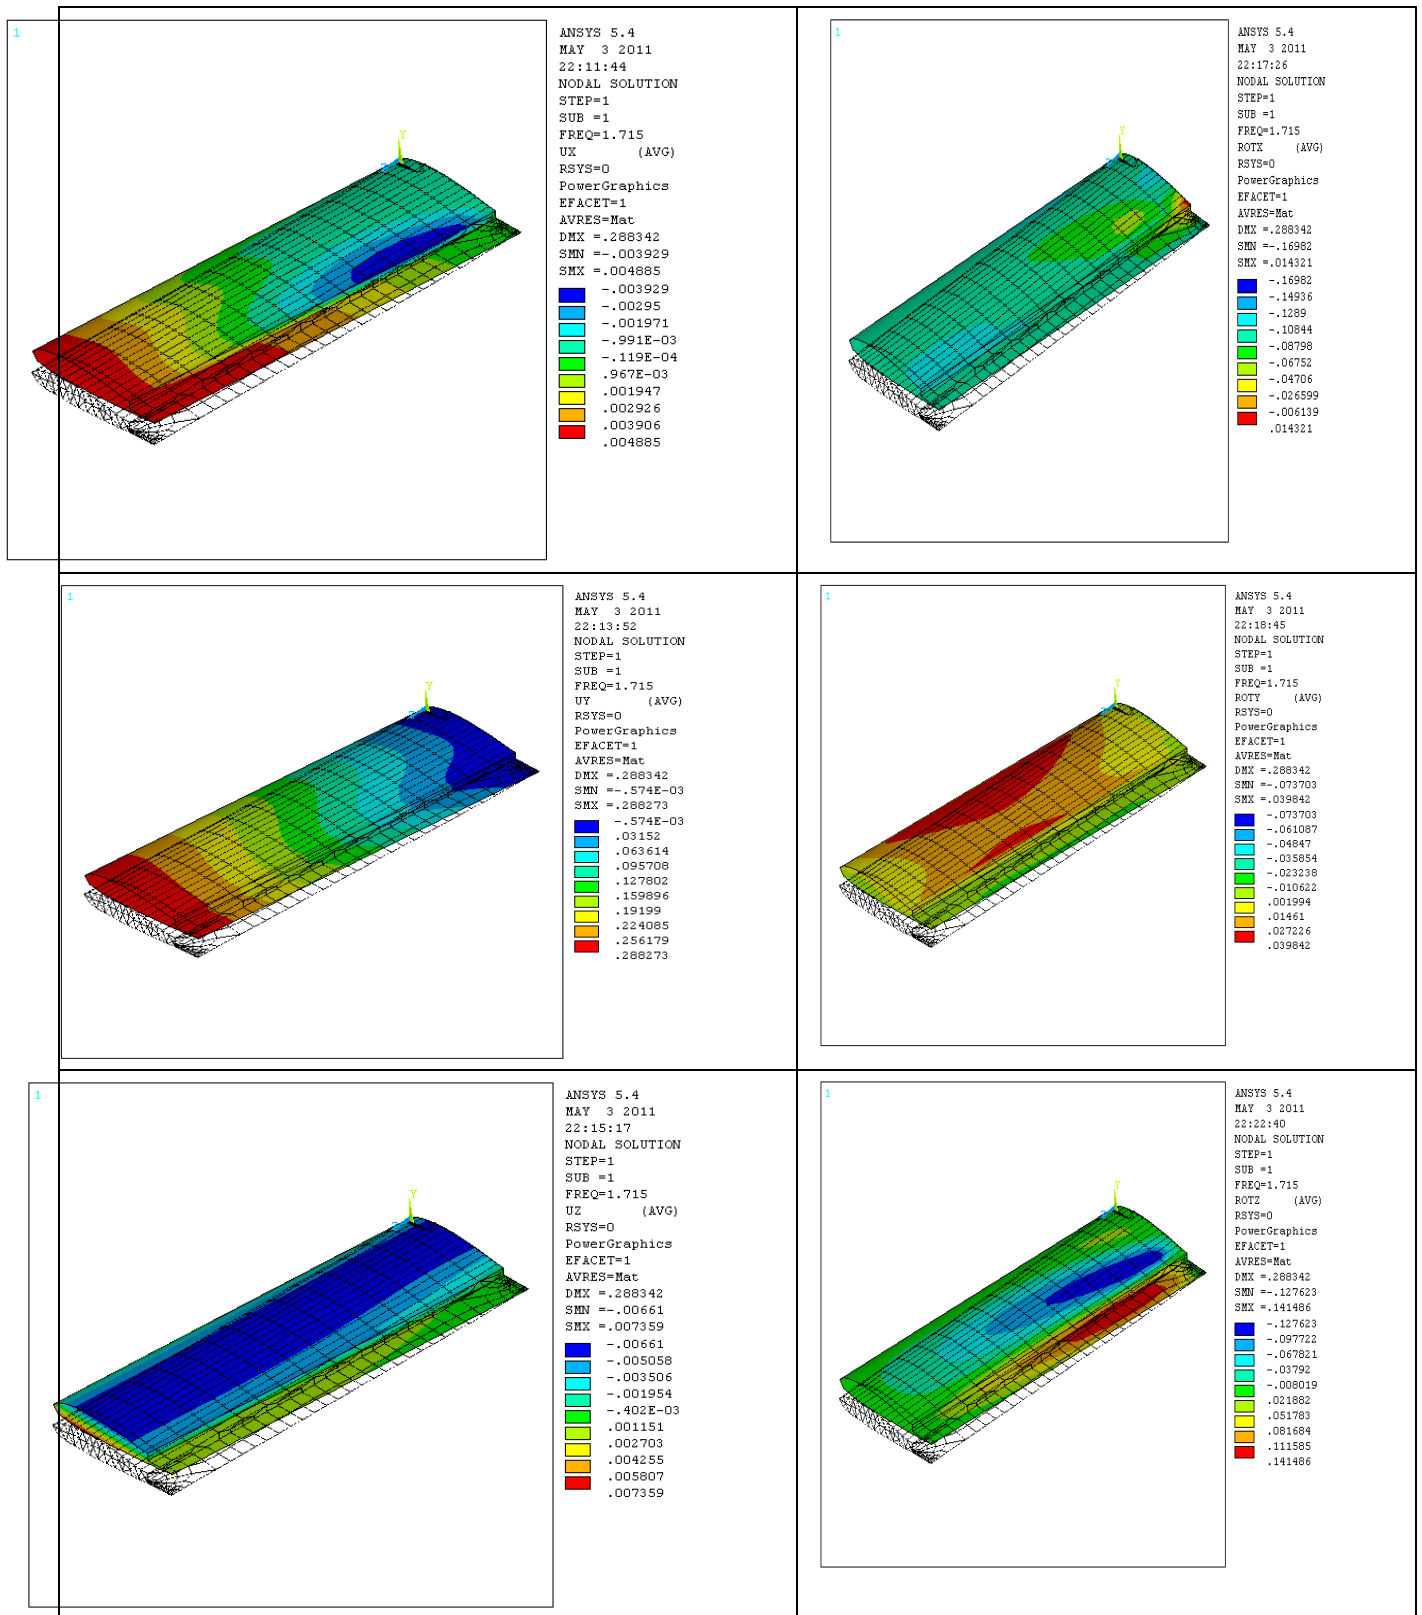 1
ANSYS 5.4
MAY  3 2011
22:11:44
NODAL SOLUTION
STEP=1
SUB =1
FREQ=1.715
UX       (AVG)
RSYS=0
PowerGraphics
EFACET=1
AVRES=Mat
DMX =.288342
SMN =-.003929
SMX =.004885
-.003929
-.00295
-.001971
-.991E-03
-.119E-04
.967E-03
.001947
.002926
.003906
.004885
Y
1
ANSYS 5.4
MAY  3 2011
22:17:26
NODAL SOLUTION
STEP=1
SUB =1
FREQ=1.715
ROTX     (AVG)
RSYS=0
PowerGraphics
EFACET=1
AVRES=Mat
DMX =.288342
SMN =-.16982
SMX =.014321
-.16982
-.14936
-.1289
-.10844
-.08798
-.06752
-.04706
-.026599
-.006139
.014321
Y
1
ANSYS 5.4
MAY  3 2011
22:13:52
NODAL SOLUTION
STEP=1
SUB =1
FREQ=1.715
UY       (AVG)
RSYS=0
PowerGraphics
EFACET=1
AVRES=Mat
DMX =.288342
SMN =-.574E-03
SMX =.288273
-.574E-03
.03152
.063614
.095708
.127802
.159896
.19199
.224085
.256179
.288273
Y
1
ANSYS 5.4
MAY  3 2011
22:18:45
NODAL SOLUTION
STEP=1
SUB =1
FREQ=1.715
ROTY     (AVG)
RSYS=0
PowerGraphics
EFACET=1
AVRES=Mat
DMX =.288342
SMN =-.073703
SMX =.039842
-.073703
-.061087
-.04847
-.035854
-.023238
-.010622
.001994
.01461
.027226
.039842
Y
1
ANSYS 5.4
MAY  3 2011
22:15:17
NODAL SOLUTION
STEP=1
SUB =1
FREQ=1.715
UZ       (AVG)
RSYS=0
PowerGraphics
EFACET=1
AVRES=Mat
DMX =.288342
SMN =-.00661
SMX =.007359
-.00661
-.005058
-.003506
-.001954
-.402E-03
.001151
.002703
.004255
.005807
.007359
Y
1
ANSYS 5.4
MAY  3 2011
22:22:40
NODAL SOLUTION
STEP=1
SUB =1
FREQ=1.715
ROTZ     (AVG)
RSYS=0
PowerGraphics
EFACET=1
AVRES=Mat
DMX =.288342
SMN =-.127623
SMX =.141486
-.127623
-.097722
-.067821
-.03792
-.008019
.021882
.051783
.081684
.111585
.141486
Y